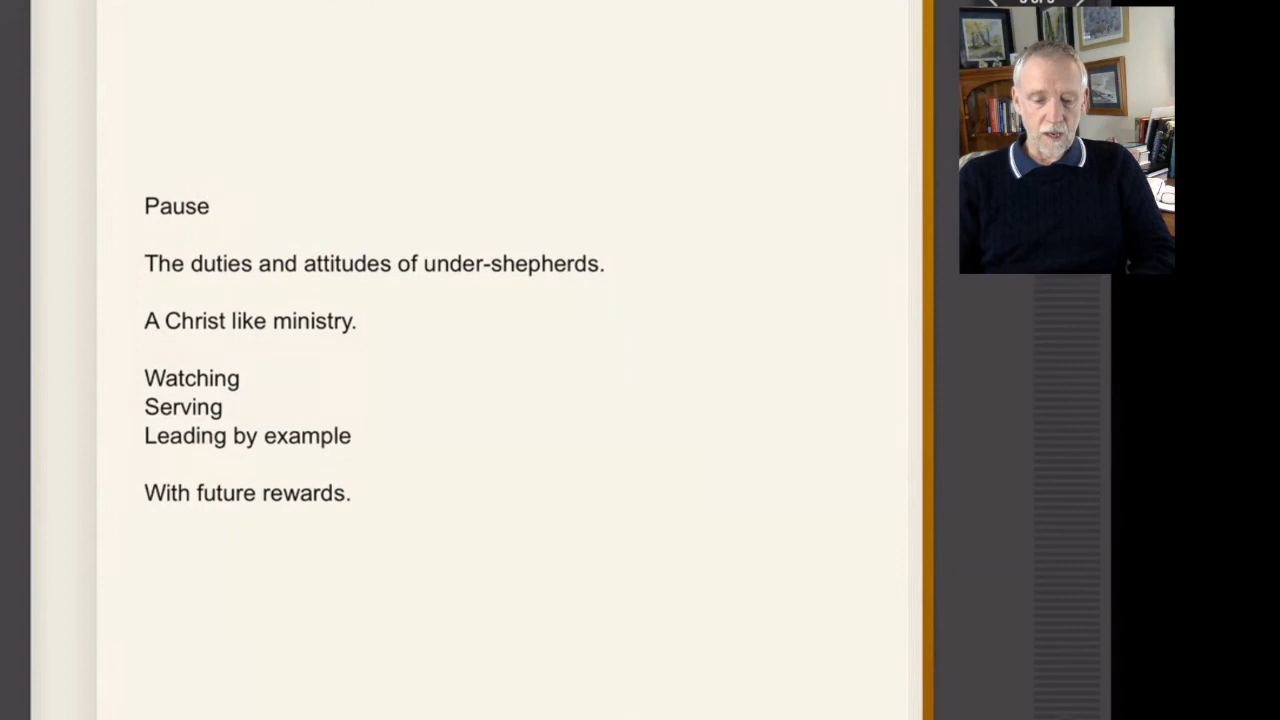 Pause
The duties and attitudes of under-shepherds.
A Christ like ministry.
Watching
Serving
Leading by example
With future rewards.